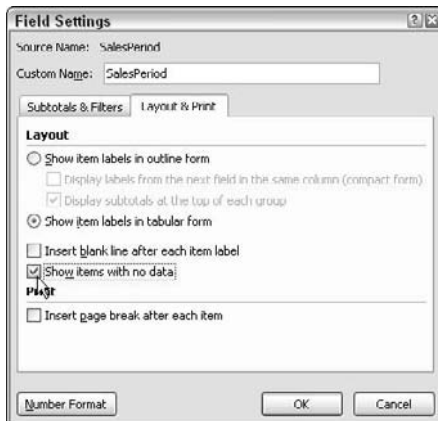 Field Settings
Source Name: SalesPeriod
Custom Name: SalesPeriod
Subtotals & Filters Layout & Print
Layout
Show item labels in outline form
Display labels from the next field in the same column (compact form)
Display subtotals at the top of each group
Show item labels in tabular form
Insert blank line after each item label
Show items with no data
Print
Insert page break after each item
Number Format OK Cancel